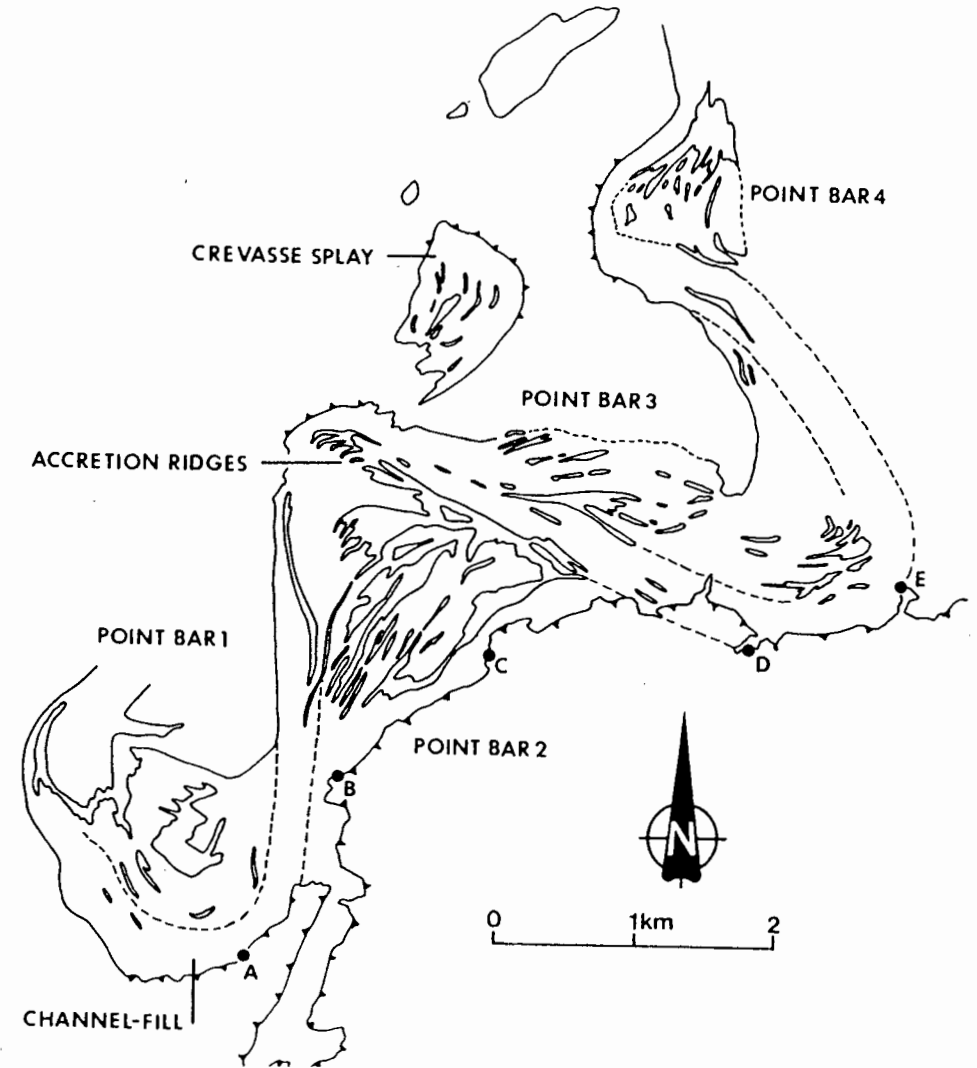 POINT BAR 4
CREVASSE SPLAY
POINT BAR 3
ACCRETION RIDGES
E
POINT BAR 1
C
D
POINT BAR 2
B
N
0 1km 2
A
CHANNEL-FILL